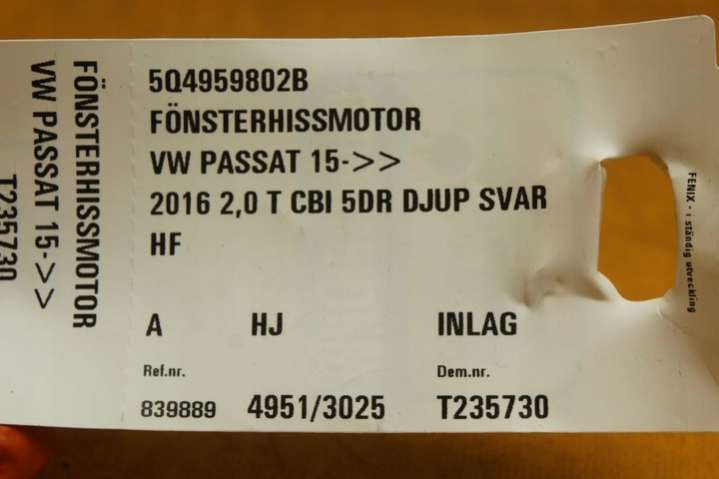 5Q4959802B
FÖNSTERHISSMOTOR
VW PASSAT 15->>
2016 2,0 T CBI 5DR DJUP SVAR
HF
A HJ INLAG
Ref.nr. Dem.nr.
839889 4951/3025 T235730
FÖNSTERHISSMOTOR
VW PASSAT 15->>
T235730
FENIX - i ständig utveckling